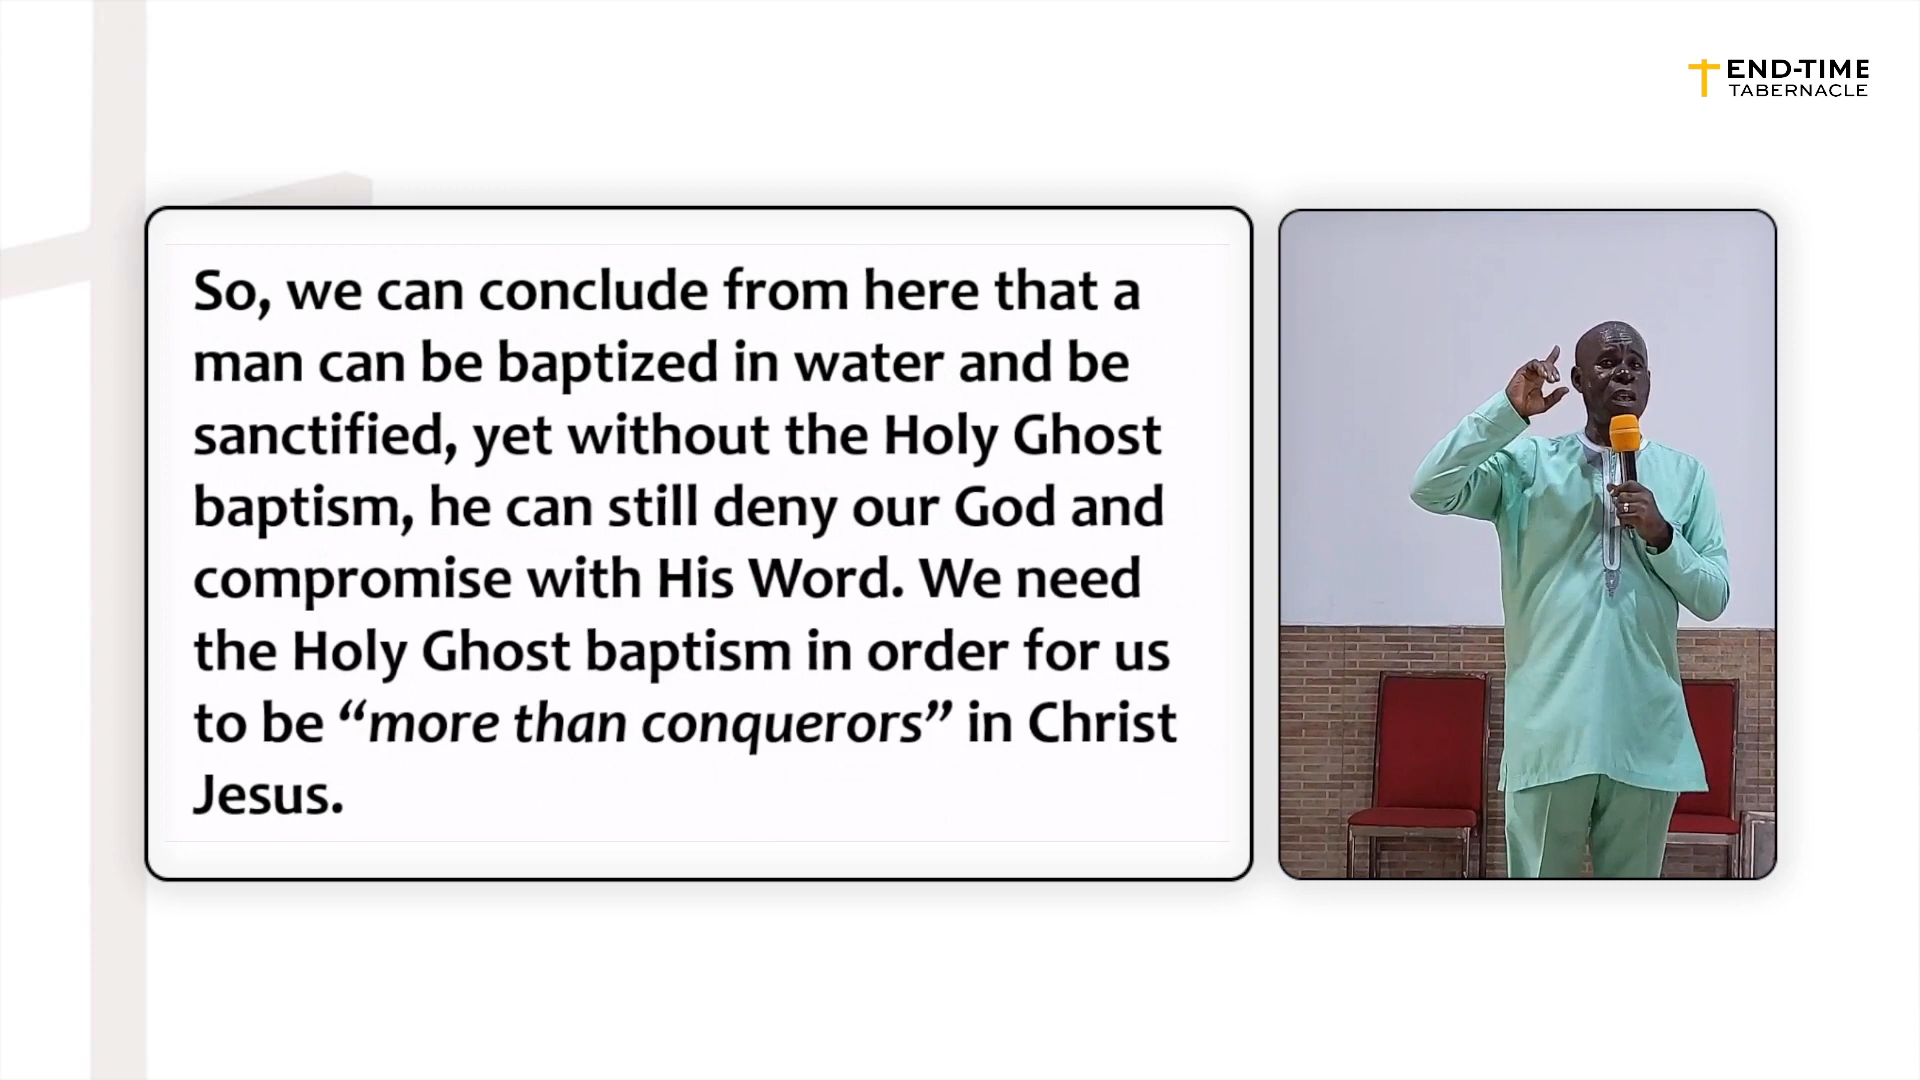 END-TIME
TABERNACLE
So, we can conclude from here that a
man can be baptized in water and be
sanctified, yet without the Holy Ghost
baptism, he can still deny our God and
compromise with His Word. We need
the Holy Ghost baptism in order for us
to be “more than conquerors” in Christ
Jesus.